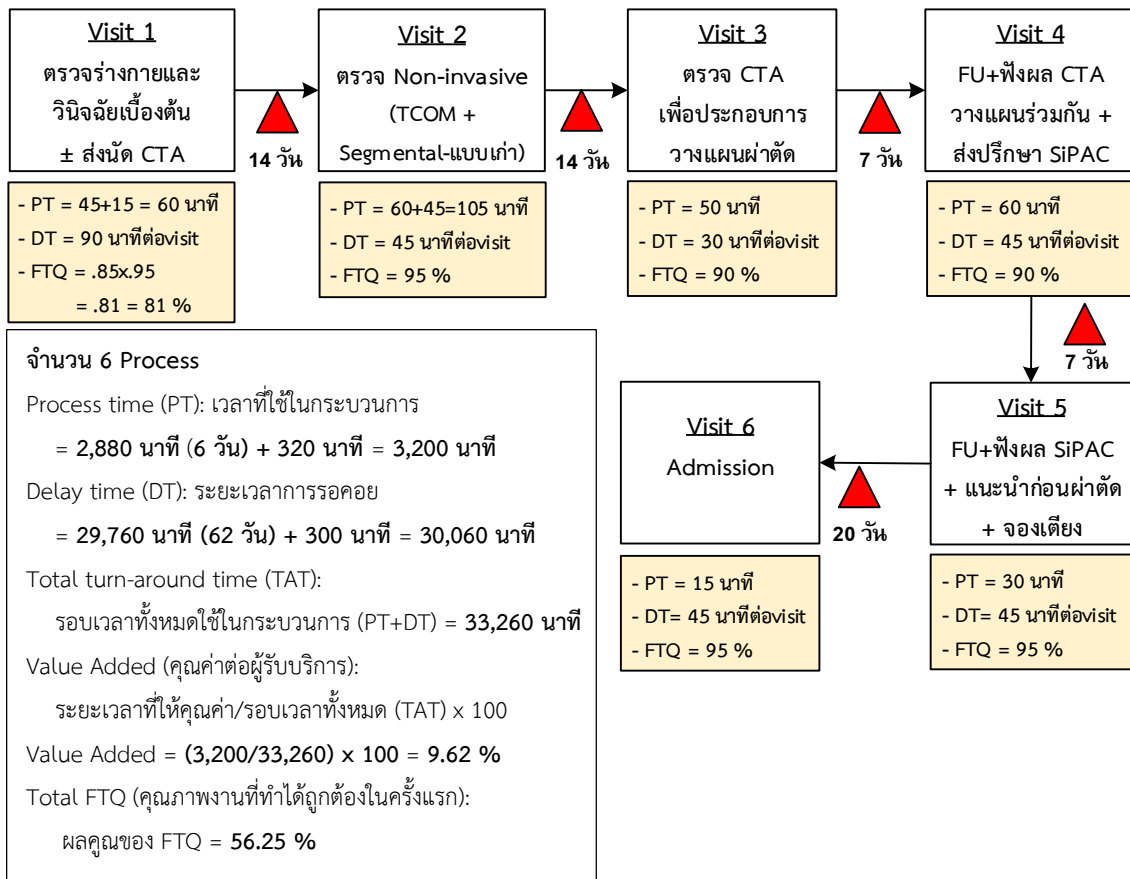 Visit 1
ตรวจร่างกายและ
วินิจฉัยเบื้องต้น
± ส่งนัด CTA
14 วัน
- PT = 45+15 = 60 นาที
- DT = 90 นาทีต่อvisit
- FTQ = .85x.95
= .81 = 81 %
Visit 2
ตรวจ Non-invasive
(TCOM +
Segmental-แบบเก่า)
14 วัน
- PT = 60+45=105 นาที
- DT = 45 นาทีต่อvisit
- FTQ = 95 %
Visit 3
ตรวจ CTA
เพื่อประกอบการ
วางแผนผ่าตัด
7 วัน
- PT = 50 นาที
- DT = 30 นาทีต่อvisit
- FTQ = 90 %
Visit 4
FU+ฟังผล CTA
วางแผนร่วมกัน +
ส่งปรึกษา SiPAC
- PT = 60 นาที
- DT = 45 นาทีต่อvisit
- FTQ = 90 %
7 วัน
Visit 5
FU+ฟังผล SiPAC
+ แนะนำก่อนผ่าตัด
+ จองเตียง
20 วัน
- PT = 30 นาที
- DT= 45 นาทีต่อvisit
- FTQ = 95 %
Visit 6
Admission
- PT = 15 นาที
- DT= 45 นาทีต่อvisit
- FTQ = 95 %
จำนวน 6 Process
Process time (PT): เวลาที่ใช้ในกระบวนการ
= 2,880 นาที (6 วัน) + 320 นาที = 3,200 นาที
Delay time (DT): ระยะเวลาการรอคอย
= 29,760 นาที (62 วัน) + 300 นาที = 30,060 นาที
Total turn-around time (TAT):
รอบเวลาทั้งหมดใช้ในกระบวนการ (PT+DT) = 33,260 นาที
Value Added (คุณค่าต่อผู้รับบริการ):
ระยะเวลาที่ให้คุณค่า/รอบเวลาทั้งหมด (TAT) x 100
Value Added = (3,200/33,260) x 100 = 9.62 %
Total FTQ (คุณภาพงานที่ทำได้ถูกต้องในครั้งแรก):
ผลคูณของ FTQ = 56.25 %